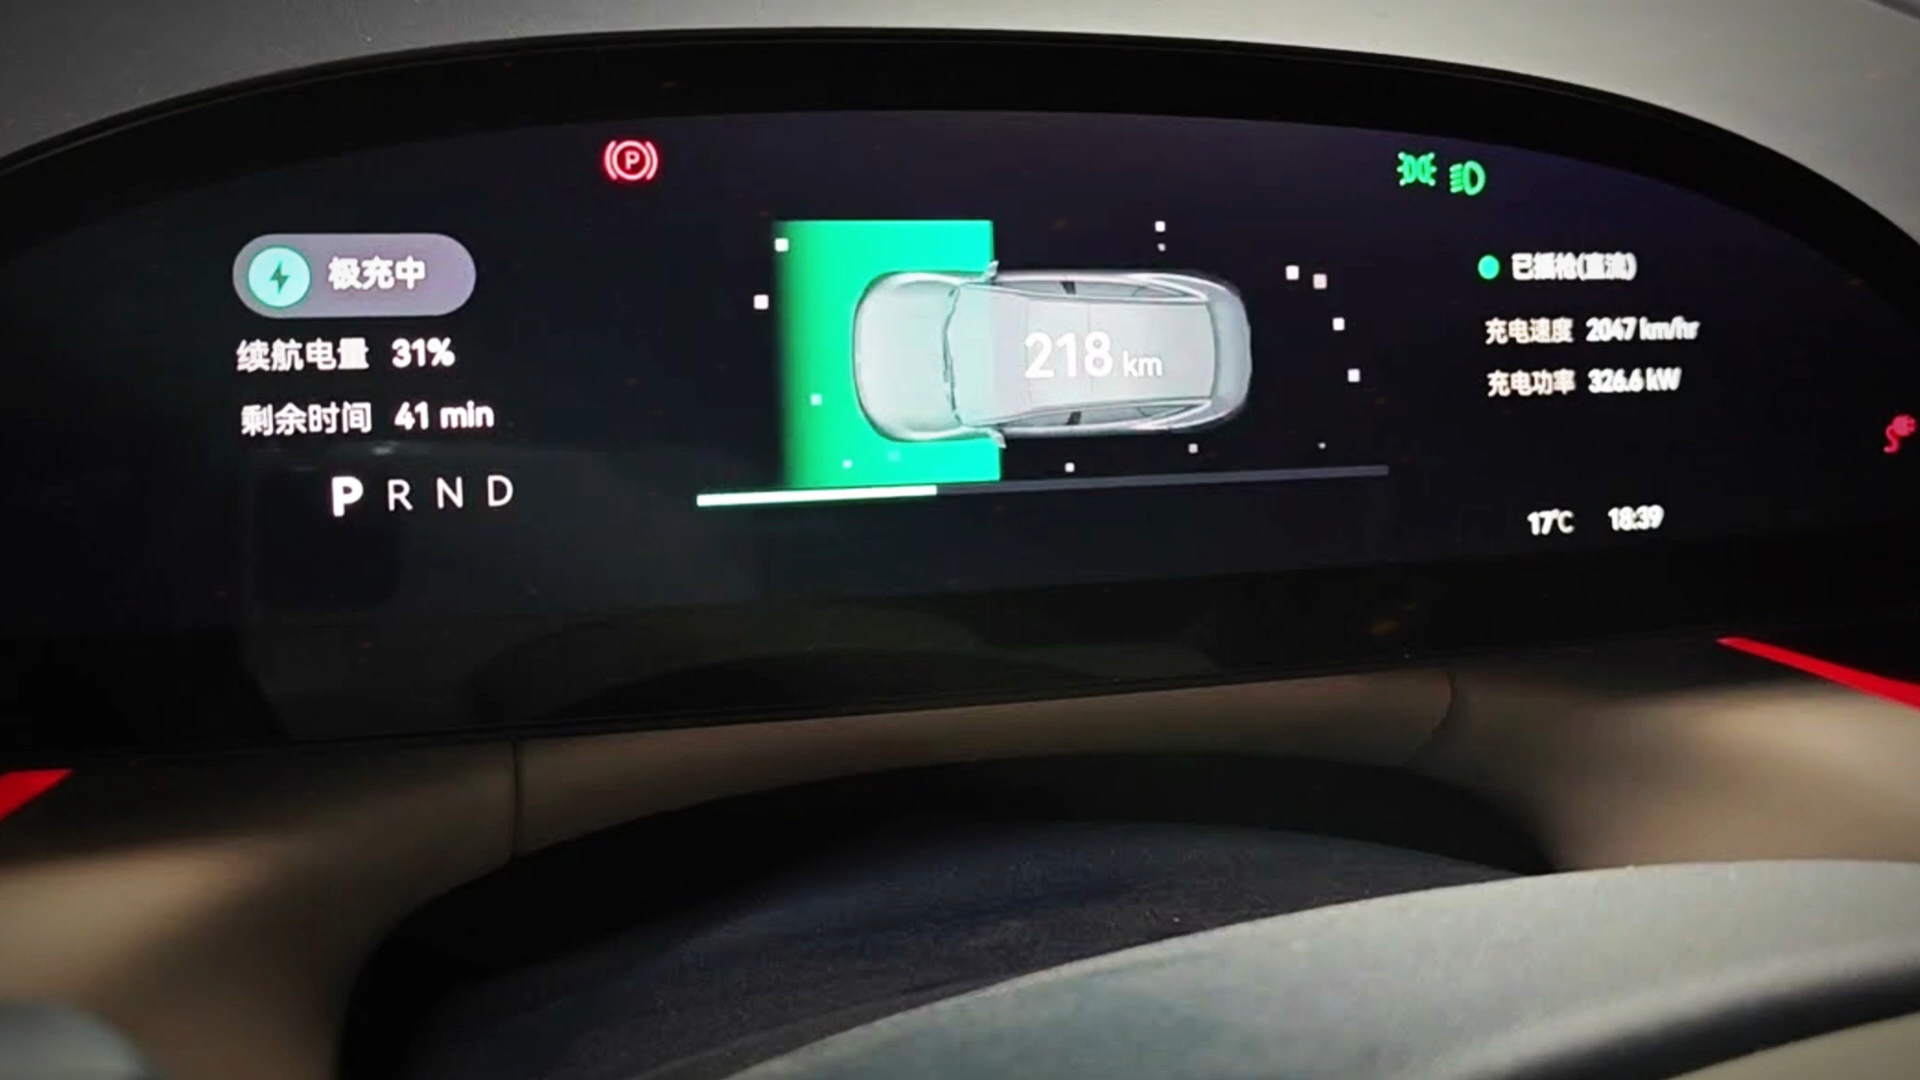 极充中
续航电量 31%
剩余时间 41 min
P R N D
218 km
已插枪(直流)
充电速度 2047 km/hr
充电功率 326.6 kW
17℃ 18:39